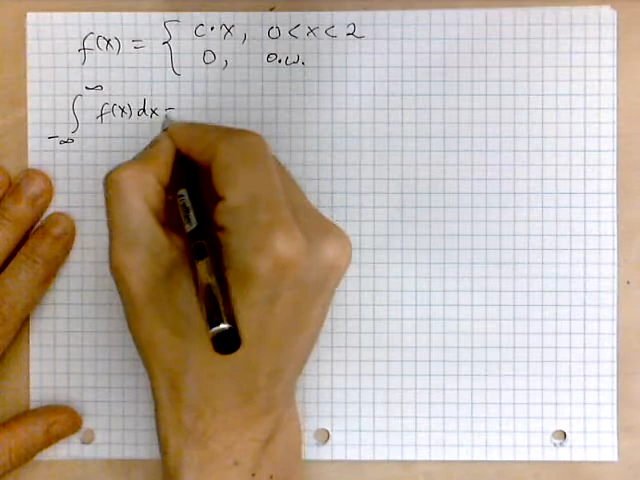 f(x) = { c·x, 0<x<2
0, o.w.
∫_{-∞}^{∞} f(x)dx =